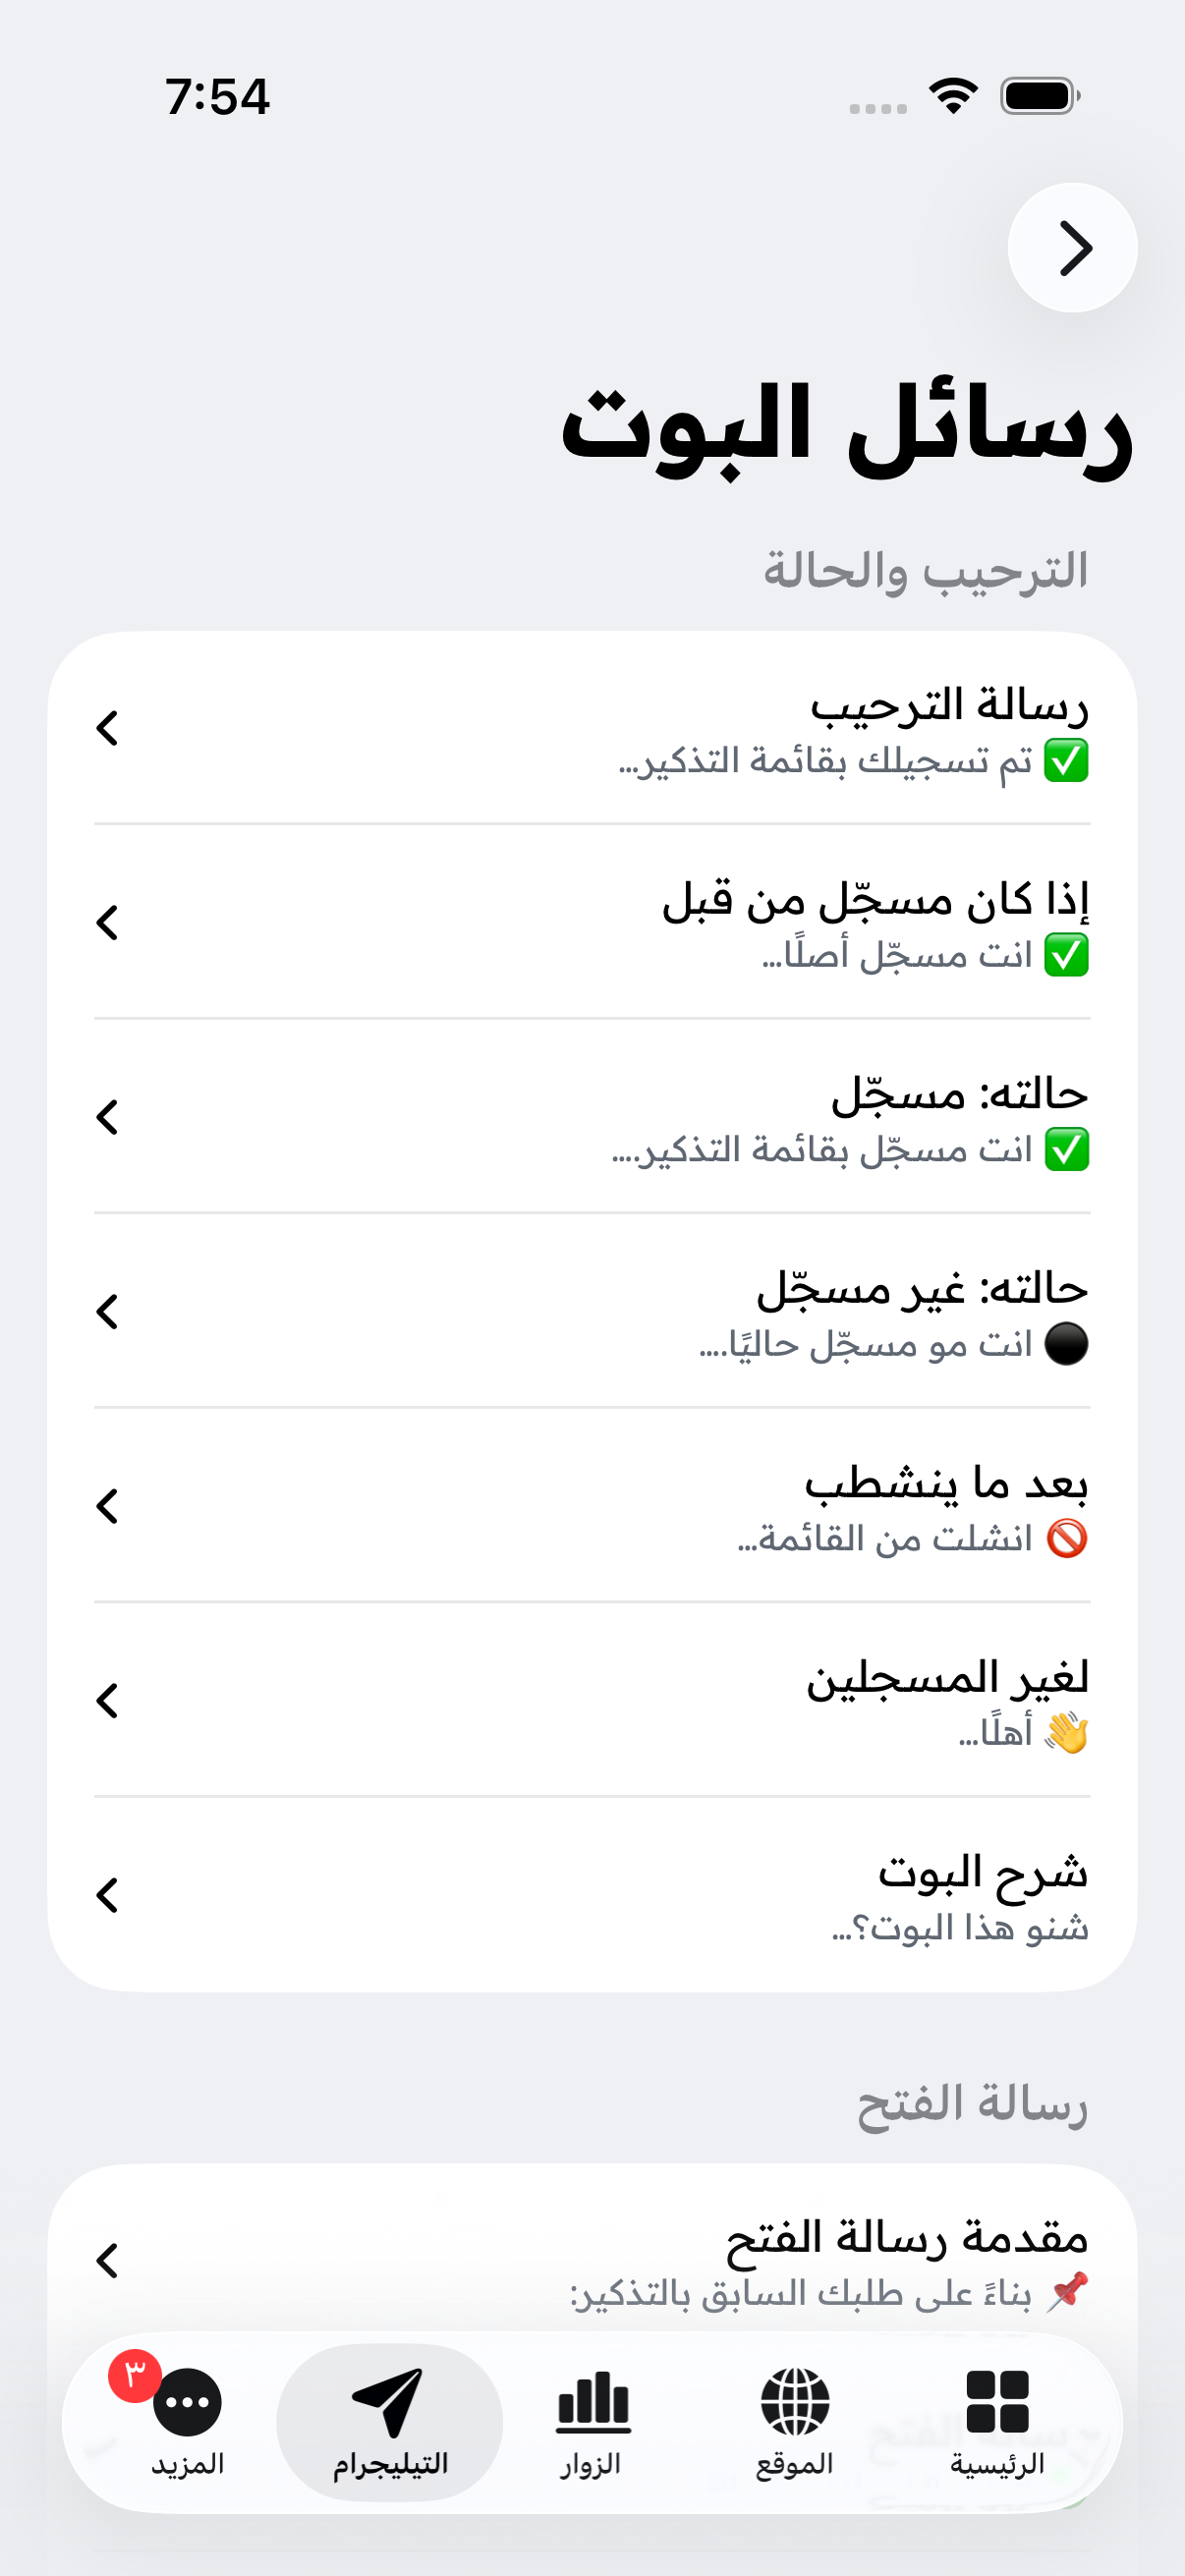 7:54
رسائل البوت
الترحيب والحالة
رسالة الترحيب
✅ تم تسجيلك بقائمة التذكير...
إذا كان مسجّل من قبل
✅ انت مسجّل أصلًا...
حالته: مسجّل
✅ انت مسجّل بقائمة التذكير....
حالته: غير مسجّل
⚫ انت مو مسجّل حاليًا....
بعد ما ينشطب
🚫 انشلت من القائمة...
لغير المسجلين
👋 أهلًا...
شرح البوت
شنو هذا البوت؟...
رسالة الفتح
مقدمة رسالة الفتح
📌 بناءً على طلبك السابق بالتذكير:
الرئيسية
الموقع
الزوار
التيليجرام
المزيد
٣